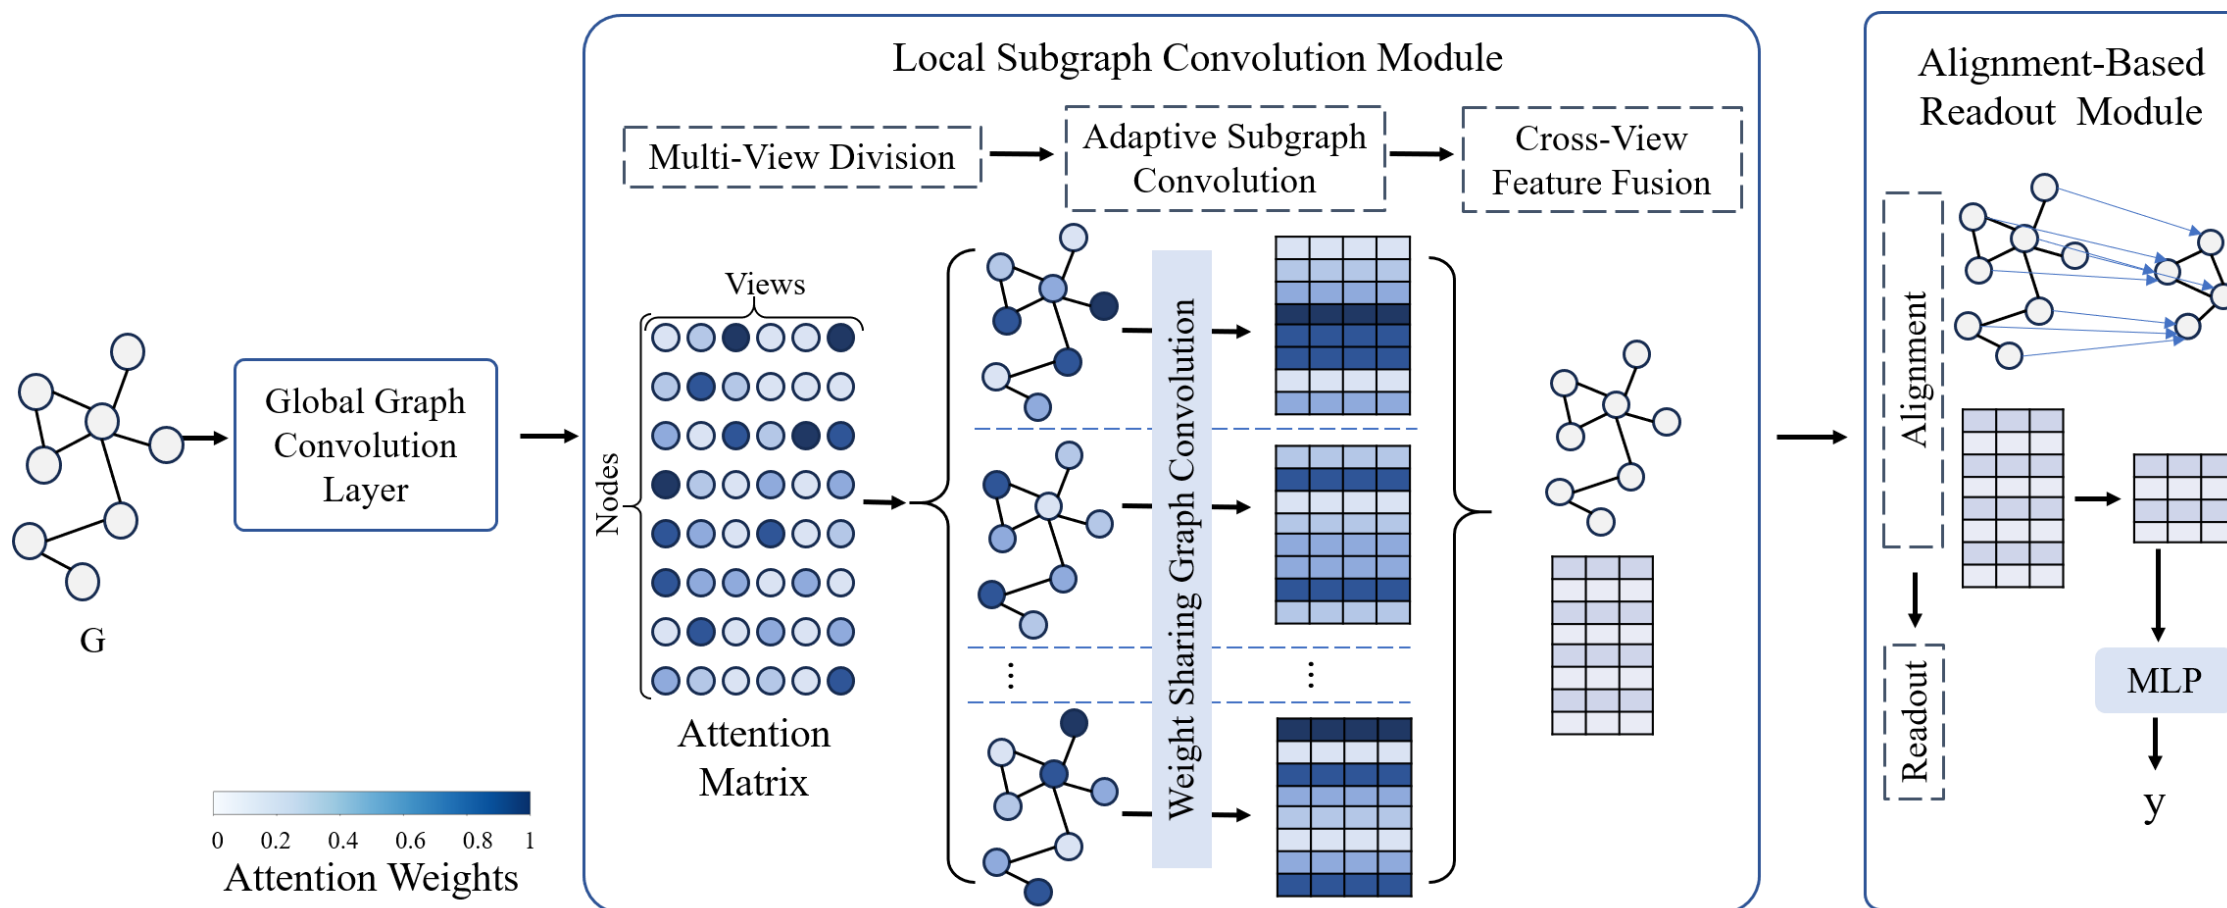 G
Global Graph
Convolution
Layer
0 0.2 0.4 0.6 0.8 1
Attention Weights
Local Subgraph Convolution Module
Multi-View Division
Adaptive Subgraph
Convolution
Cross-View
Feature Fusion
Views
Nodes
Attention
Matrix
Weight Sharing Graph Convolution
...
...
Alignment-Based
Readout Module
Alignment
Readout
MLP
y